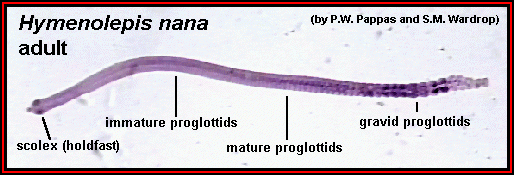 Hymenolepis nana
adult
(by P.W. Pappas and S.M. Wardrop)
immature proglottids
gravid proglottids
scolex (holdfast)
mature proglottids